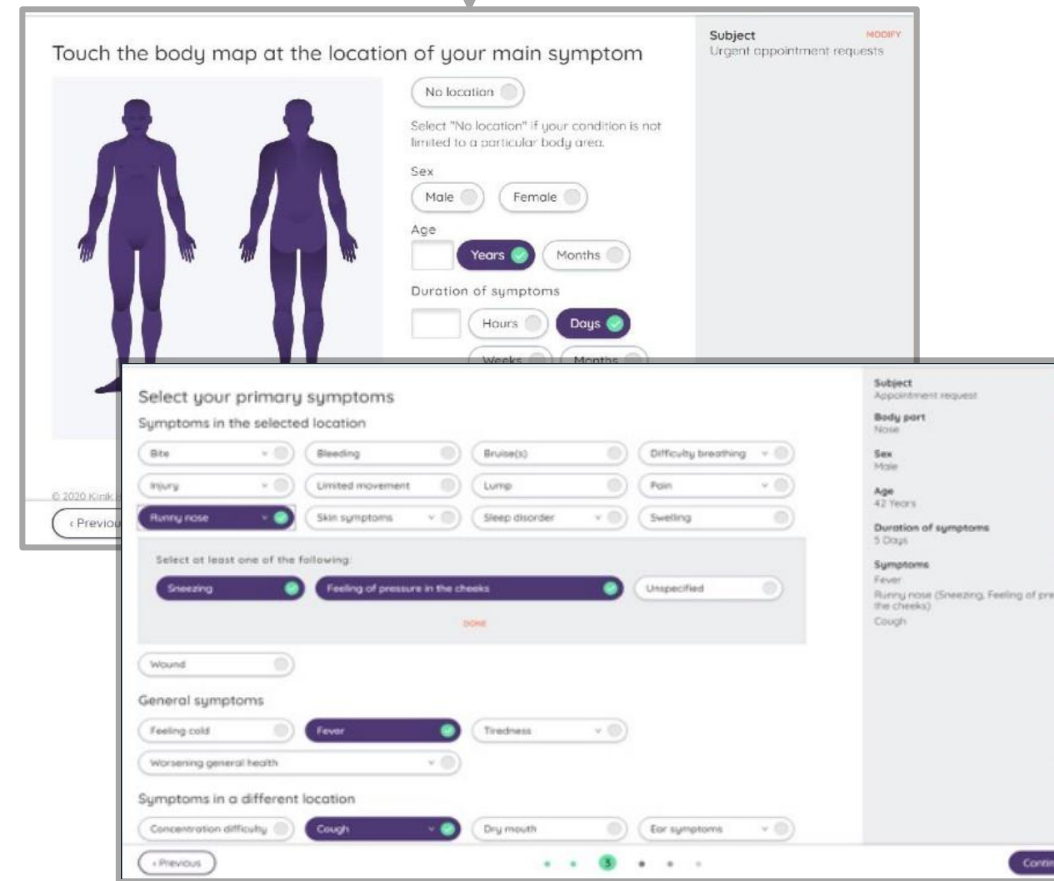 Touch the body map at the location of your main symptom
No location
Select "No location" if your condition is not
limited to a particular body area.
Sex
Male Female
Age
Years Months
Duration of symptoms
Hours Days
Weeks Months
Subject MODIFY
Urgent appointment requests
© 2020 Klinik
‹ Previou
Select your primary symptoms
Symptoms in the selected location
Bite Bleeding Bruise(s) Difficulty breathing
Injury Limited movement Lump Pain
Runny nose Skin symptoms Sleep disorder Swelling
Select at least one of the following:
Sneezing Feeling of pressure in the cheeks Unspecified
DONE
Wound
General symptoms
Feeling cold Fever Tiredness
Worsening general health
Symptoms in a different location
Concentration difficulty Cough Dry mouth Ear symptoms
‹ Previous 3 Contin
Subject
Appointment request
Body part
Nose
Sex
Male
Age
42 Years
Duration of symptoms
5 Days
Symptoms
Fever
Runny nose (Sneezing, Feeling of pre
the cheeks)
Cough